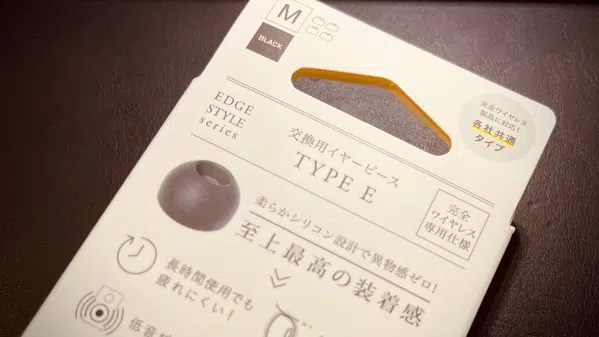 M
BLACK
完全ワイヤレス
製品に対応!
各社共通
タイプ
EDGE
STYLE
series
交換用イヤーピース
TYPE E
完全
ワイヤレス
専用仕様
柔らかシリコン設計で異物感ゼロ!
至上最高の装着感
長時間使用でも
疲れにくい!
低音